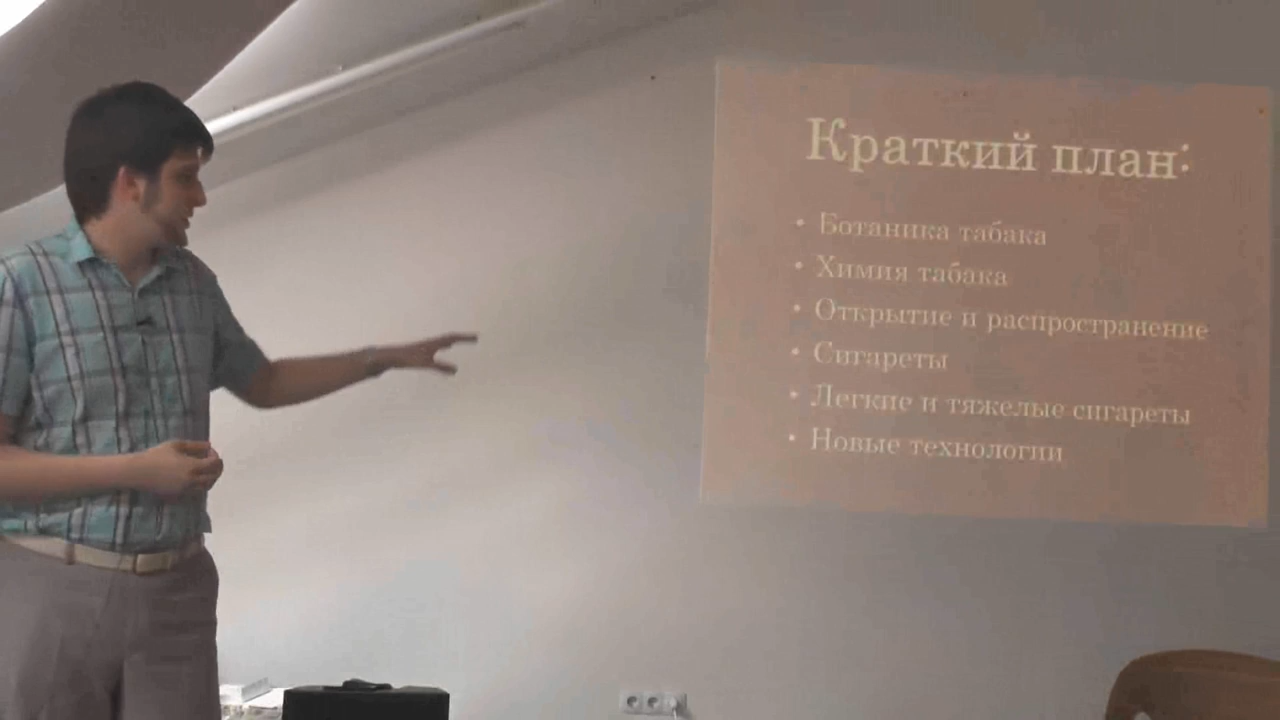 Краткий план:
• Ботаника табака
• Химия табака
• Открытие и распространение
• Сигареты
• Легкие и тяжелые сигареты
• Новые технологии